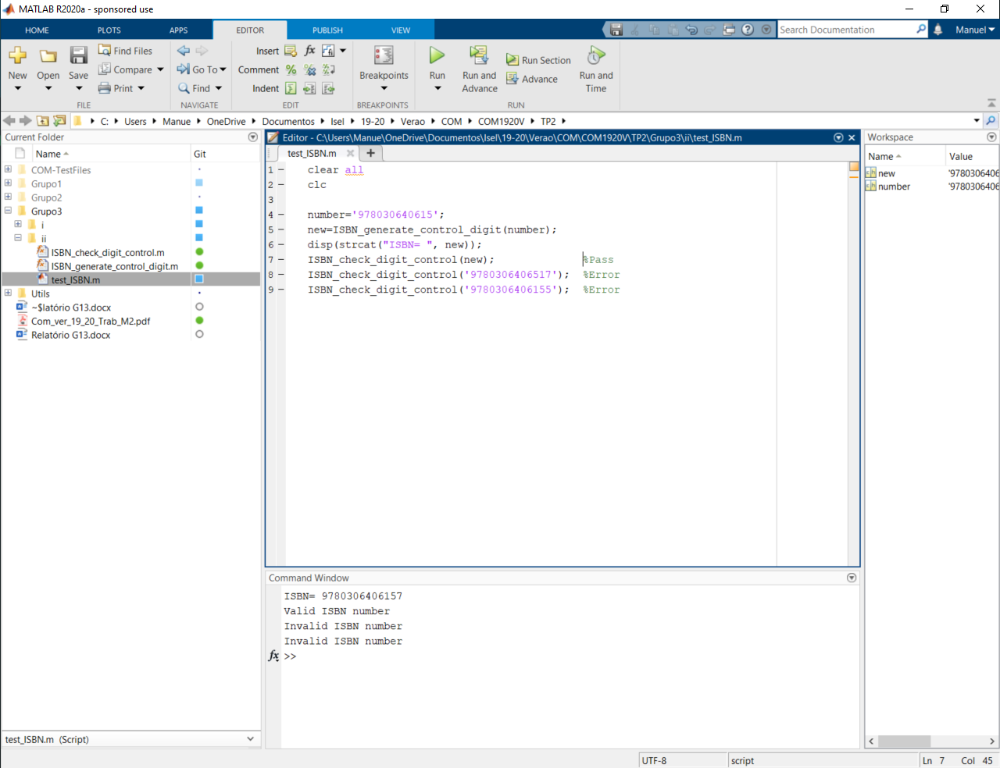 MATLAB R2020a - sponsored use
HOME PLOTS APPS EDITOR PUBLISH VIEW Search Documentation Manuel
New Open Save Find Files Compare Print FILE
Go To Find NAVIGATE
Insert fx Comment Indent EDIT
Breakpoints BREAKPOINTS
Run Run and Advance Run Section Advance Run and Time RUN
C: Users Manue OneDrive Documentos Isel 19-20 Verao COM COM1920V TP2
Current Folder
Name Git
COM-TestFiles
Grupo1
Grupo2
Grupo3
i
ii
ISBN_check_digit_control.m
ISBN_generate_control_digit.m
test_ISBN.m
Utils
~$latório G13.docx
Com_ver_19_20_Trab_M2.pdf
Relatório G13.docx
test_ISBN.m (Script)
Editor - C:\Users\Manue\OneDrive\Documentos\Isel\19-20\Verao\COM\COM1920V\TP2\Grupo3\ii\test_ISBN.m
test_ISBN.m
1 clear all
2 clc
3
4 number='978030640615';
5 new=ISBN_generate_control_digit(number);
6 disp(strcat("ISBN= ", new));
7 ISBN_check_digit_control(new); %Pass
8 ISBN_check_digit_control('9780306406517'); %Error
9 ISBN_check_digit_control('9780306406155'); %Error
Command Window
ISBN= 9780306406157
Valid ISBN number
Invalid ISBN number
Invalid ISBN number
fx >>
Workspace
Name Value
new '9780306406
number '9780306406
UTF-8 script Ln 7 Col 45